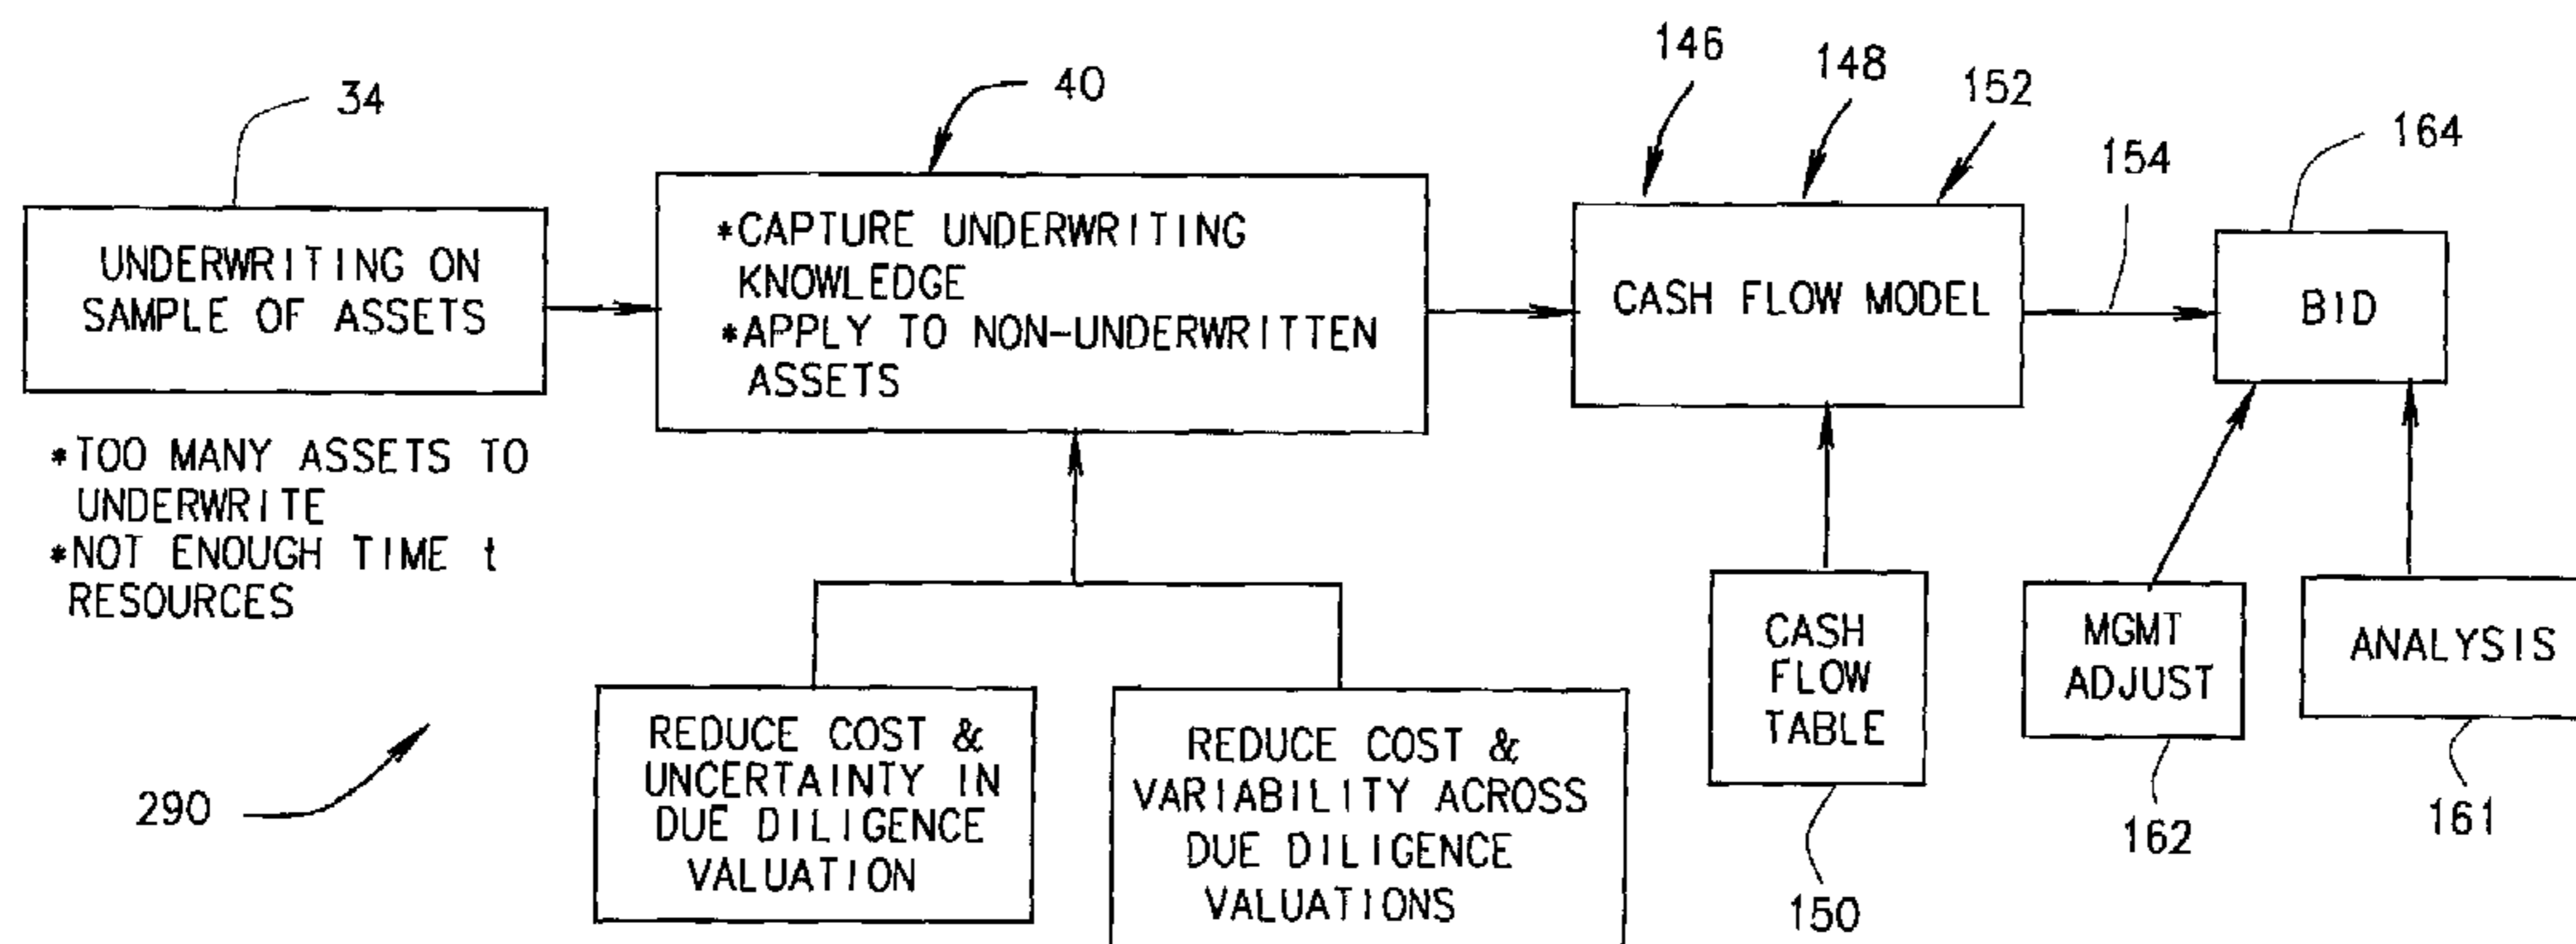 34
40
146
148
152
154
164
UNDERWRITING ON
SAMPLE OF ASSETS
*CAPTURE UNDERWRITING
KNOWLEDGE
*APPLY TO NON-UNDERWRITTEN
ASSETS
CASH FLOW MODEL
BID
*TOO MANY ASSETS TO
UNDERWRITE
*NOT ENOUGH TIME t
RESOURCES
290
REDUCE COST &
UNCERTAINTY IN
DUE DILIGENCE
VALUATION
REDUCE COST &
VARIABILITY ACROSS
DUE DILIGENCE
VALUATIONS
CASH
FLOW
TABLE
150
MGMT
ADJUST
162
ANALYSIS
161